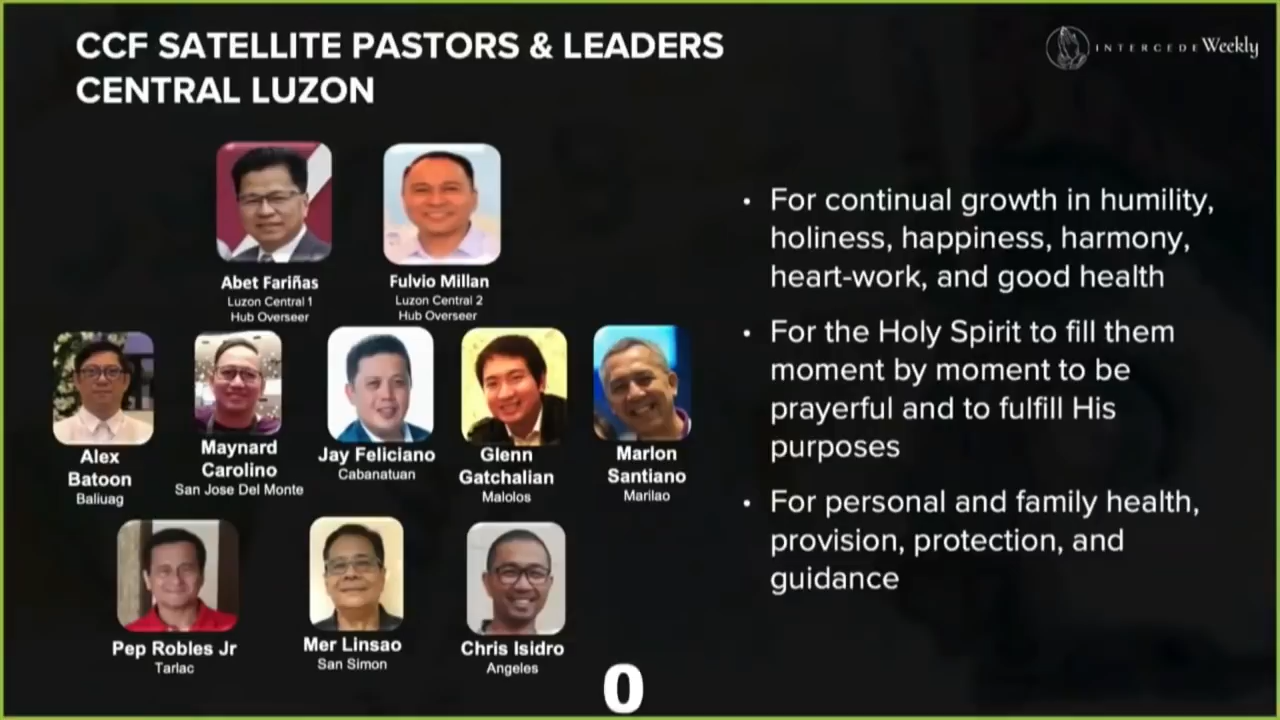 CCF SATELLITE PASTORS & LEADERS
CENTRAL LUZON
INTERCEDE Weekly
Abet Fariñas
Luzon Central 1
Hub Overseer
Fulvio Millan
Luzon Central 2
Hub Overseer
Alex
Batoon
Baliuag
Maynard
Carolino
San Jose Del Monte
Jay Feliciano
Cabanatuan
Glenn
Gatchalian
Malolos
Marlon
Santiano
Marilao
Pep Robles Jr
Tarlac
Mer Linsao
San Simon
Chris Isidro
Angeles
• For continual growth in humility,
holiness, happiness, harmony,
heart-work, and good health
• For the Holy Spirit to fill them
moment by moment to be
prayerful and to fulfill His
purposes
• For personal and family health,
provision, protection, and
guidance
0